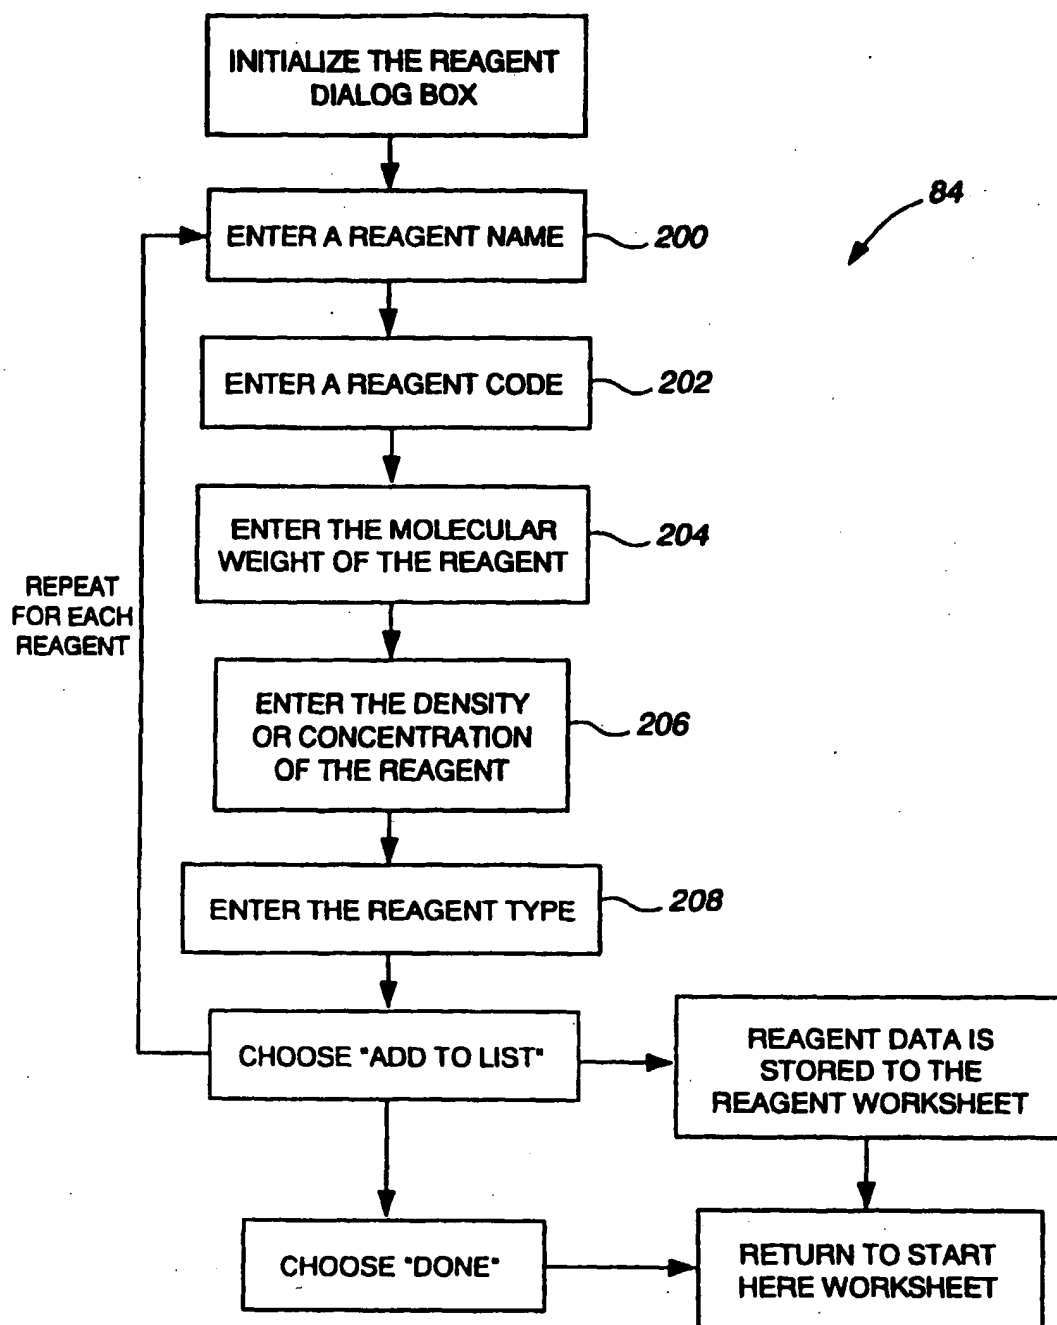 INITIALIZE THE REAGENT
DIALOG BOX
84
ENTER A REAGENT NAME
200
ENTER A REAGENT CODE
202
ENTER THE MOLECULAR
WEIGHT OF THE REAGENT
204
REPEAT
FOR EACH
REAGENT
ENTER THE DENSITY
OR CONCENTRATION
OF THE REAGENT
206
ENTER THE REAGENT TYPE
208
CHOOSE "ADD TO LIST"
REAGENT DATA IS
STORED TO THE
REAGENT WORKSHEET
CHOOSE "DONE"
RETURN TO START
HERE WORKSHEET